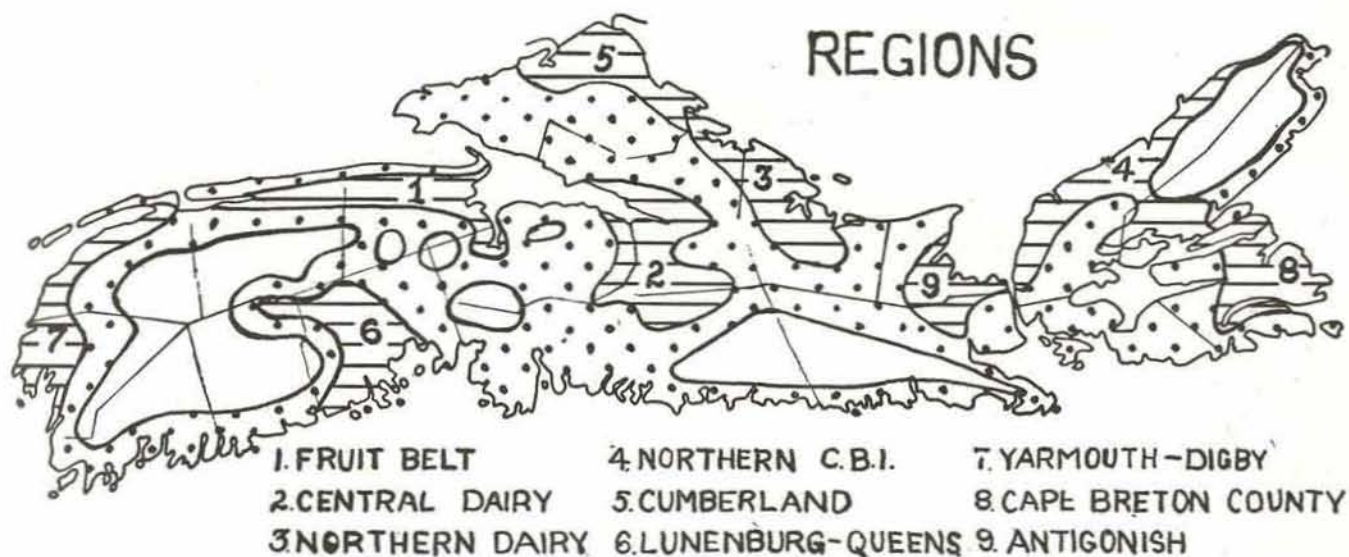 REGIONS
5
4
3
1
2
9
8
6
7
1. FRUIT BELT 4. NORTHERN C.B.I. 7. YARMOUTH-DIGBY
2. CENTRAL DAIRY 5. CUMBERLAND 8. CAPE BRETON COUNTY
3. NORTHERN DAIRY 6. LUNENBURG-QUEENS 9. ANTIGONISH